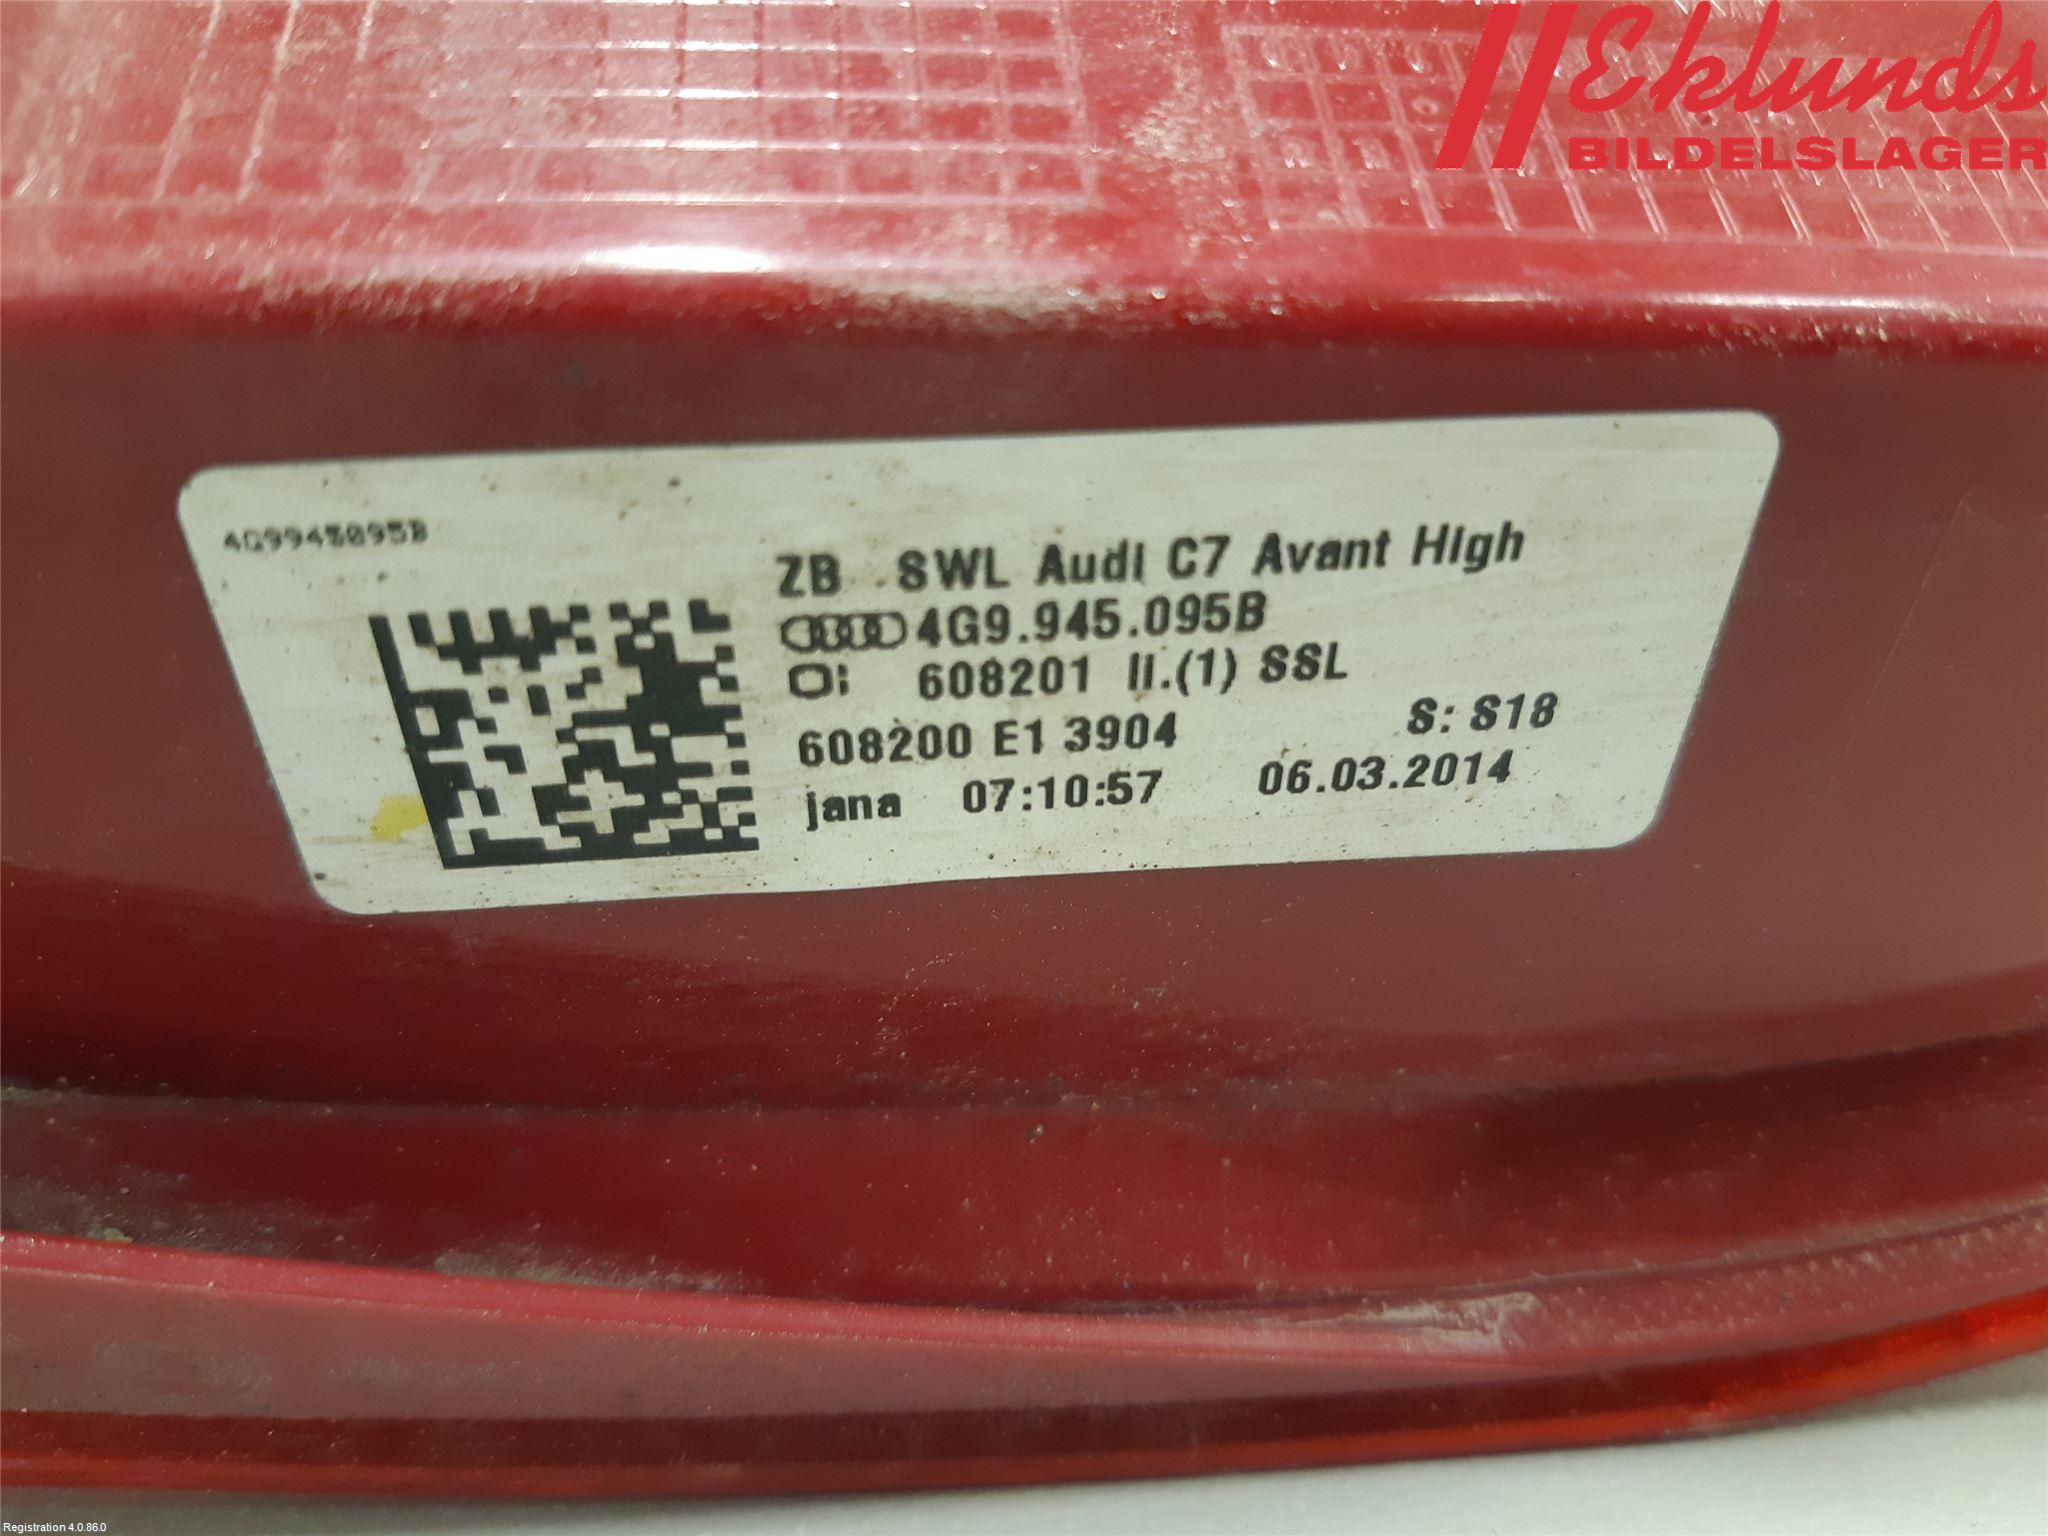 Eklunds
BILDELSLAGER
4G9945095B
ZB SWL Audi C7 Avant High
4G9.945.095B
608201 li.(1) SSL
608200 E1 3904 S: S18
jana 07:10:57 06.03.2014
Registration 4.0.86.0